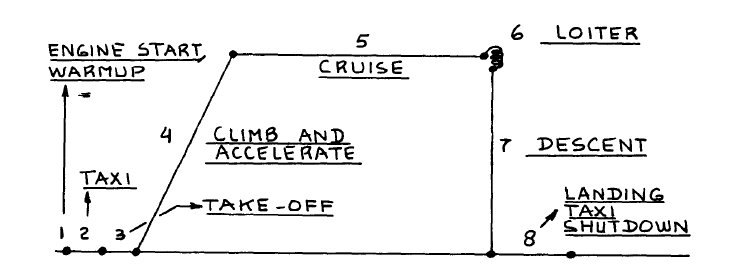 ENGINE START,
WARMUP
5
CRUISE
6 LOITER
4
CLIMB AND
ACCELERATE
7 DESCENT
TAXI
TAKE-OFF
LANDING
TAXI
SHUTDOWN
1 2 3
8